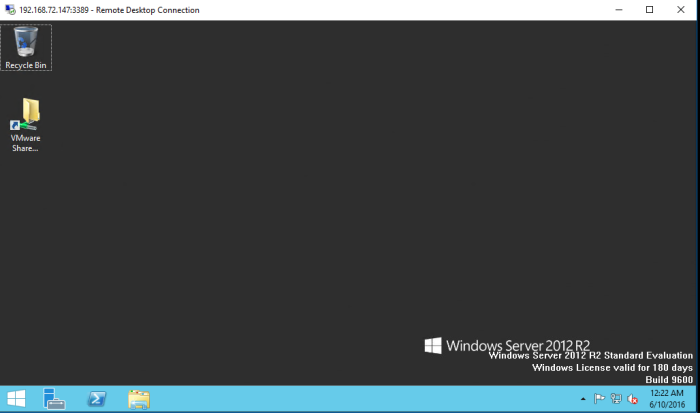 192.168.72.147:3389 - Remote Desktop Connection
Recycle Bin
VMware
Share...
Windows Server 2012 R2
Windows Server 2012 R2 Standard Evaluation
Windows License valid for 180 days
Build 9600
12:22 AM
6/10/2016